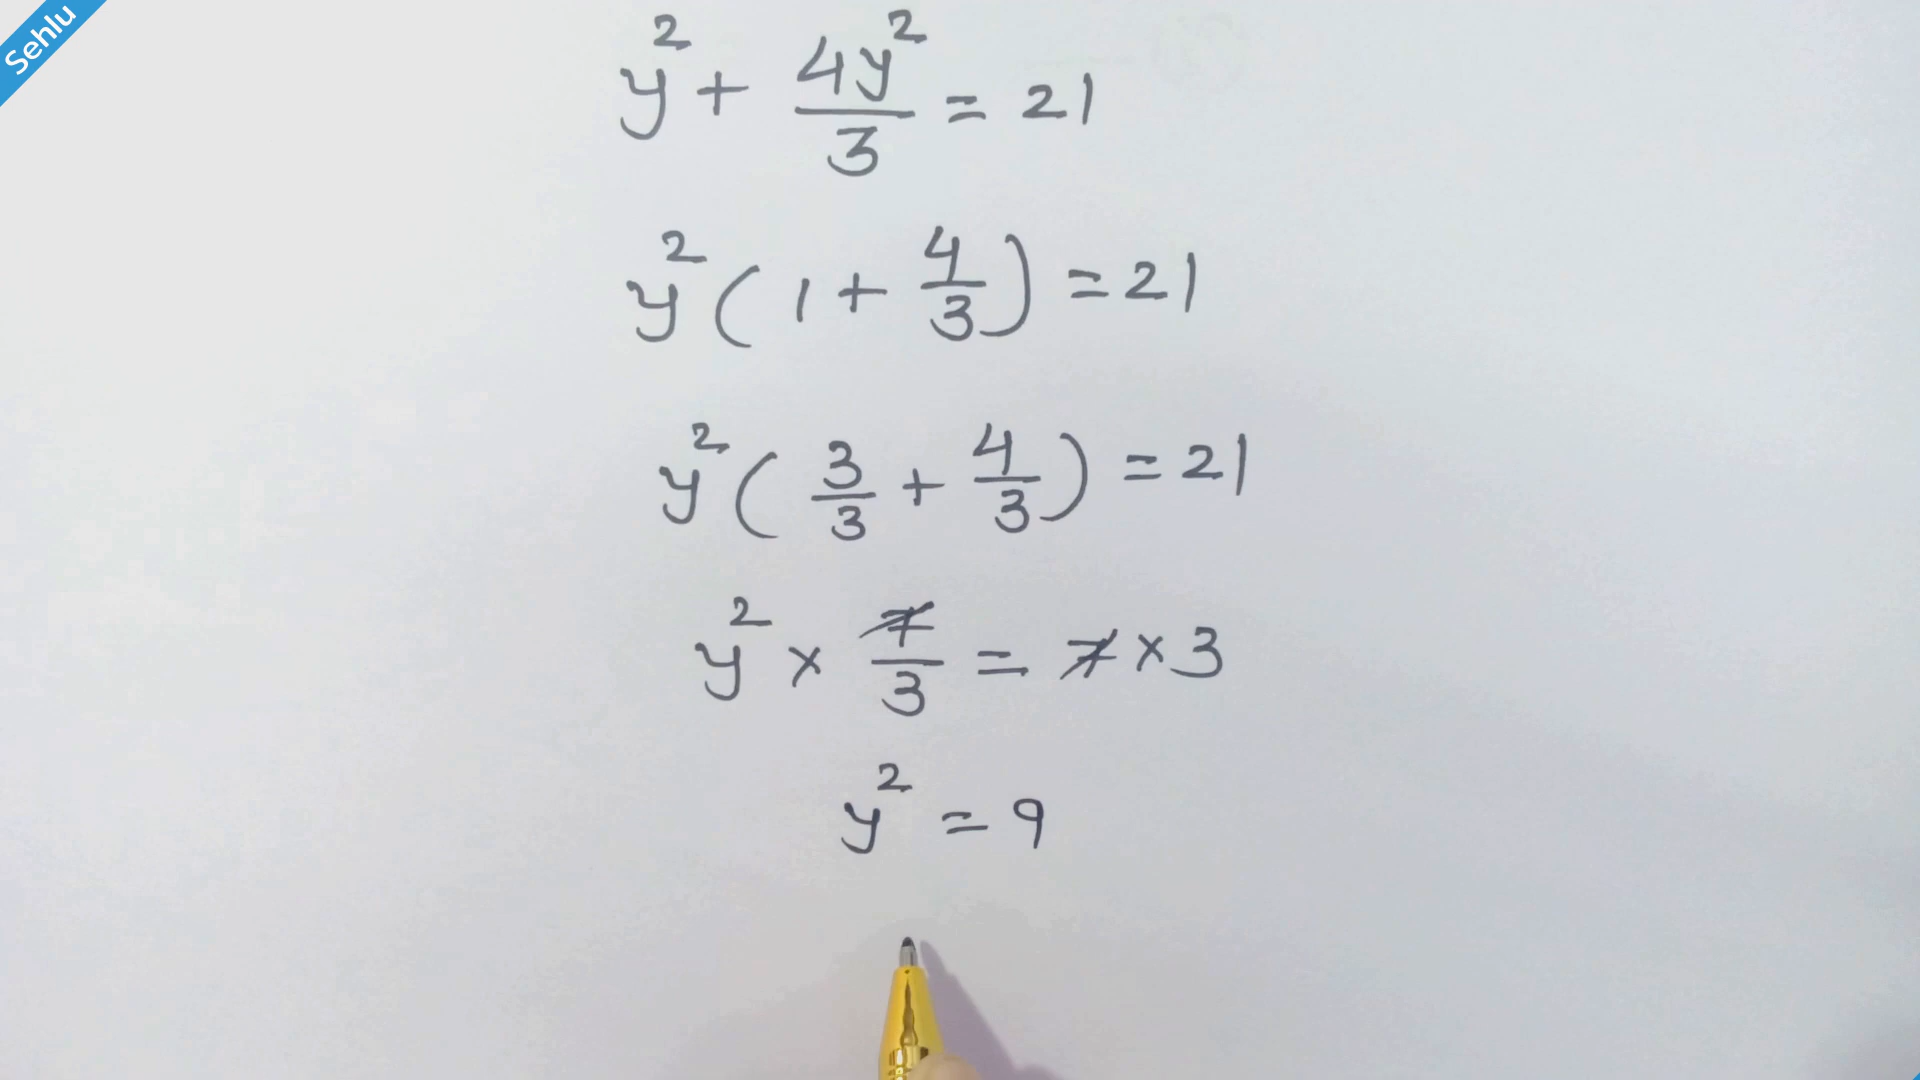 Sehlu
y² + 4y²/3 = 21
y² ( 1 + 4/3 ) = 21
y² ( 3/3 + 4/3 ) = 21
y² × 7/3 = 7 × 3
y² = 9